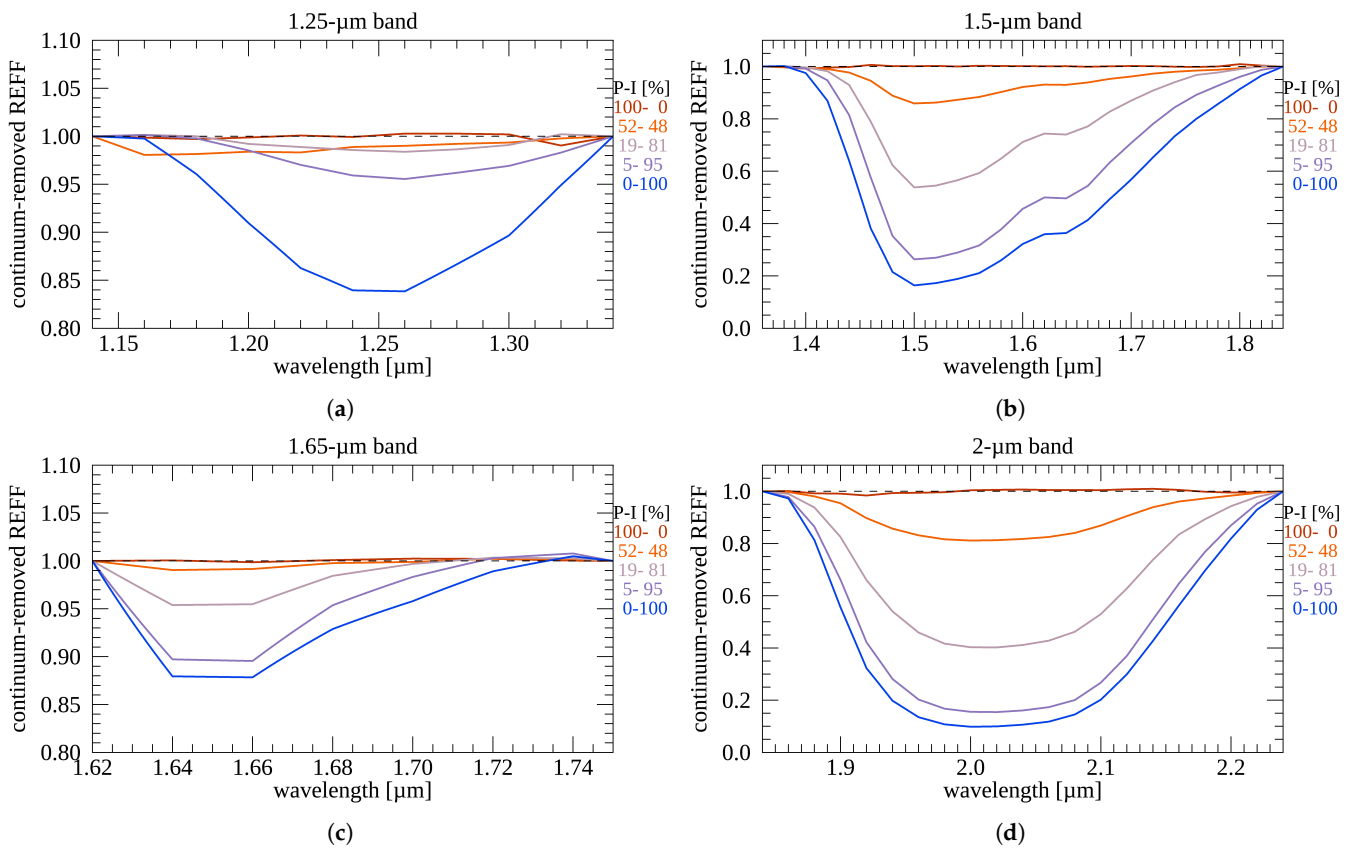 1.25-µm band
continuum-removed REFF
1.10
1.05
1.00
0.95
0.90
0.85
0.80
1.15 1.20 1.25 1.30
wavelength [µm]
P-I [%]
100- 0
52- 48
19- 81
5- 95
0-100
(a)
1.5-µm band
continuum-removed REFF
1.0
0.8
0.6
0.4
0.2
0.0
1.4 1.5 1.6 1.7 1.8
wavelength [µm]
P-I [%]
100- 0
52- 48
19- 81
5- 95
0-100
(b)
1.65-µm band
continuum-removed REFF
1.10
1.05
1.00
0.95
0.90
0.85
0.80
1.62 1.64 1.66 1.68 1.70 1.72 1.74
wavelength [µm]
P-I [%]
100- 0
52- 48
19- 81
5- 95
0-100
(c)
2-µm band
continuum-removed REFF
1.0
0.8
0.6
0.4
0.2
0.0
1.9 2.0 2.1 2.2
wavelength [µm]
P-I [%]
100- 0
52- 48
19- 81
5- 95
0-100
(d)